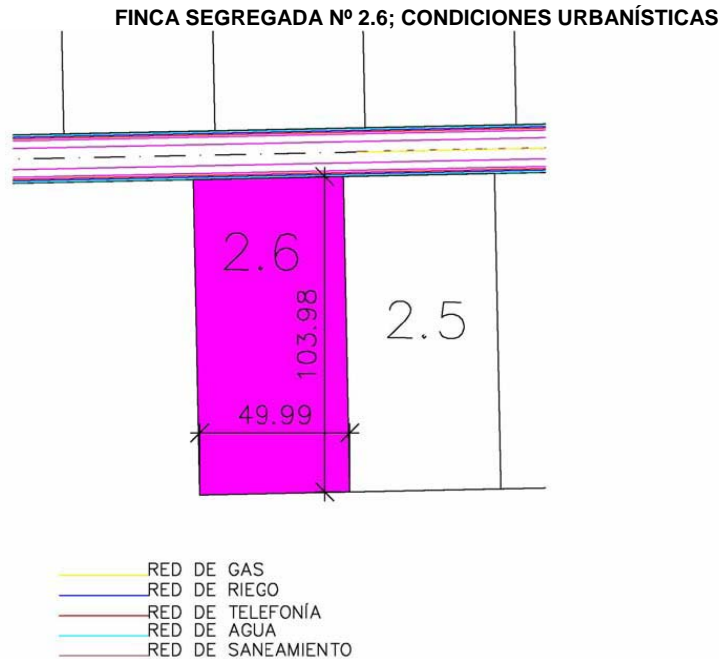 FINCA SEGREGADA Nº 2.6; CONDICIONES URBANÍSTICAS
2.6
2.5
103.98
49.99
RED DE GAS
RED DE RIEGO
RED DE TELEFONÍA
RED DE AGUA
RED DE SANEAMIENTO